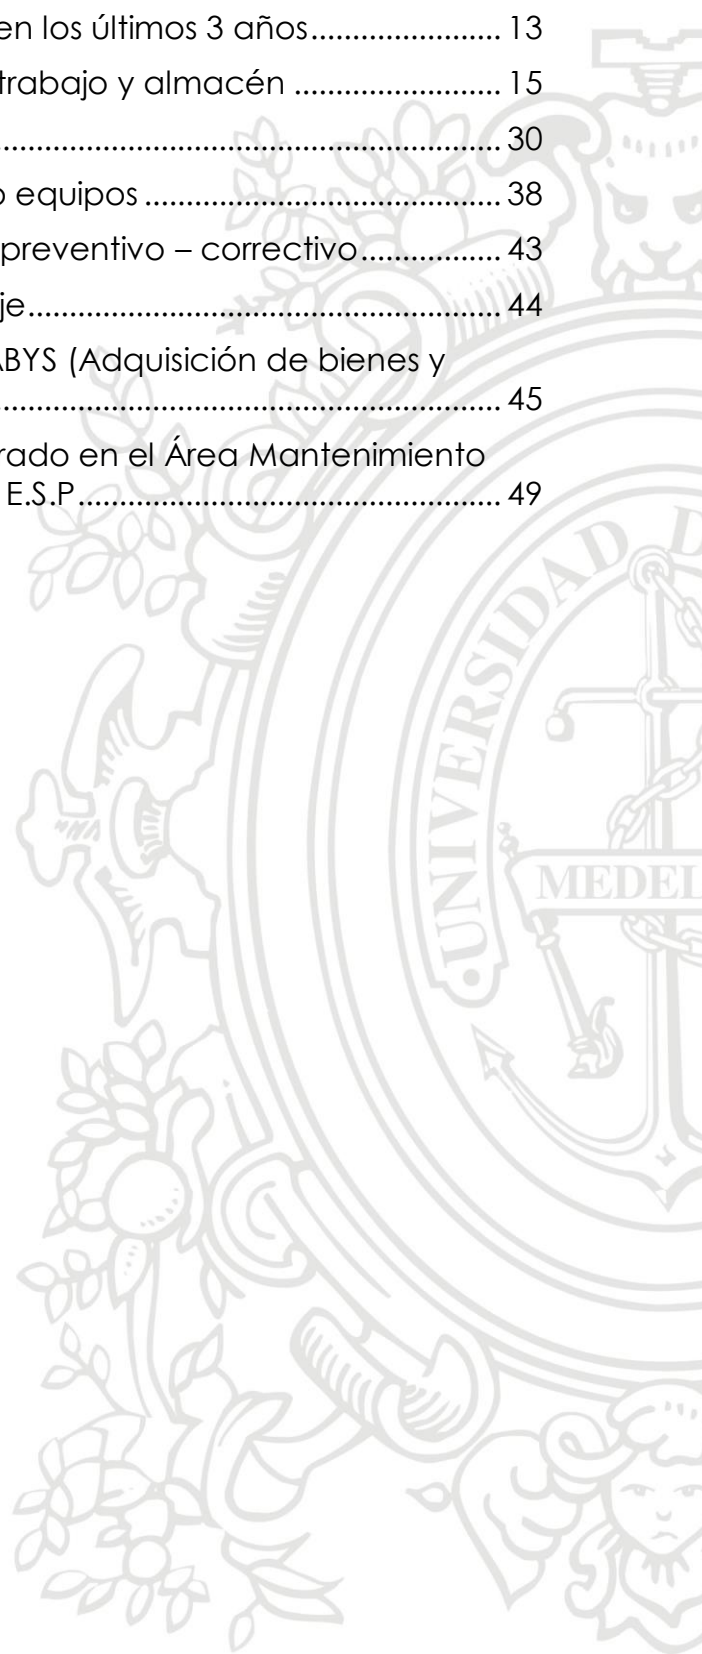 en los últimos 3 años...................... 13
trabajo y almacén ........................ 15
.......................................................... 30
equipos ......................................... 38
preventivo – correctivo................ 43
je....................................................... 44
ABYS (Adquisición de bienes y
.......................................................... 45
rado en el Área Mantenimiento
E.S.P................................................. 49
UNIVERSIDAD D
MEDEL